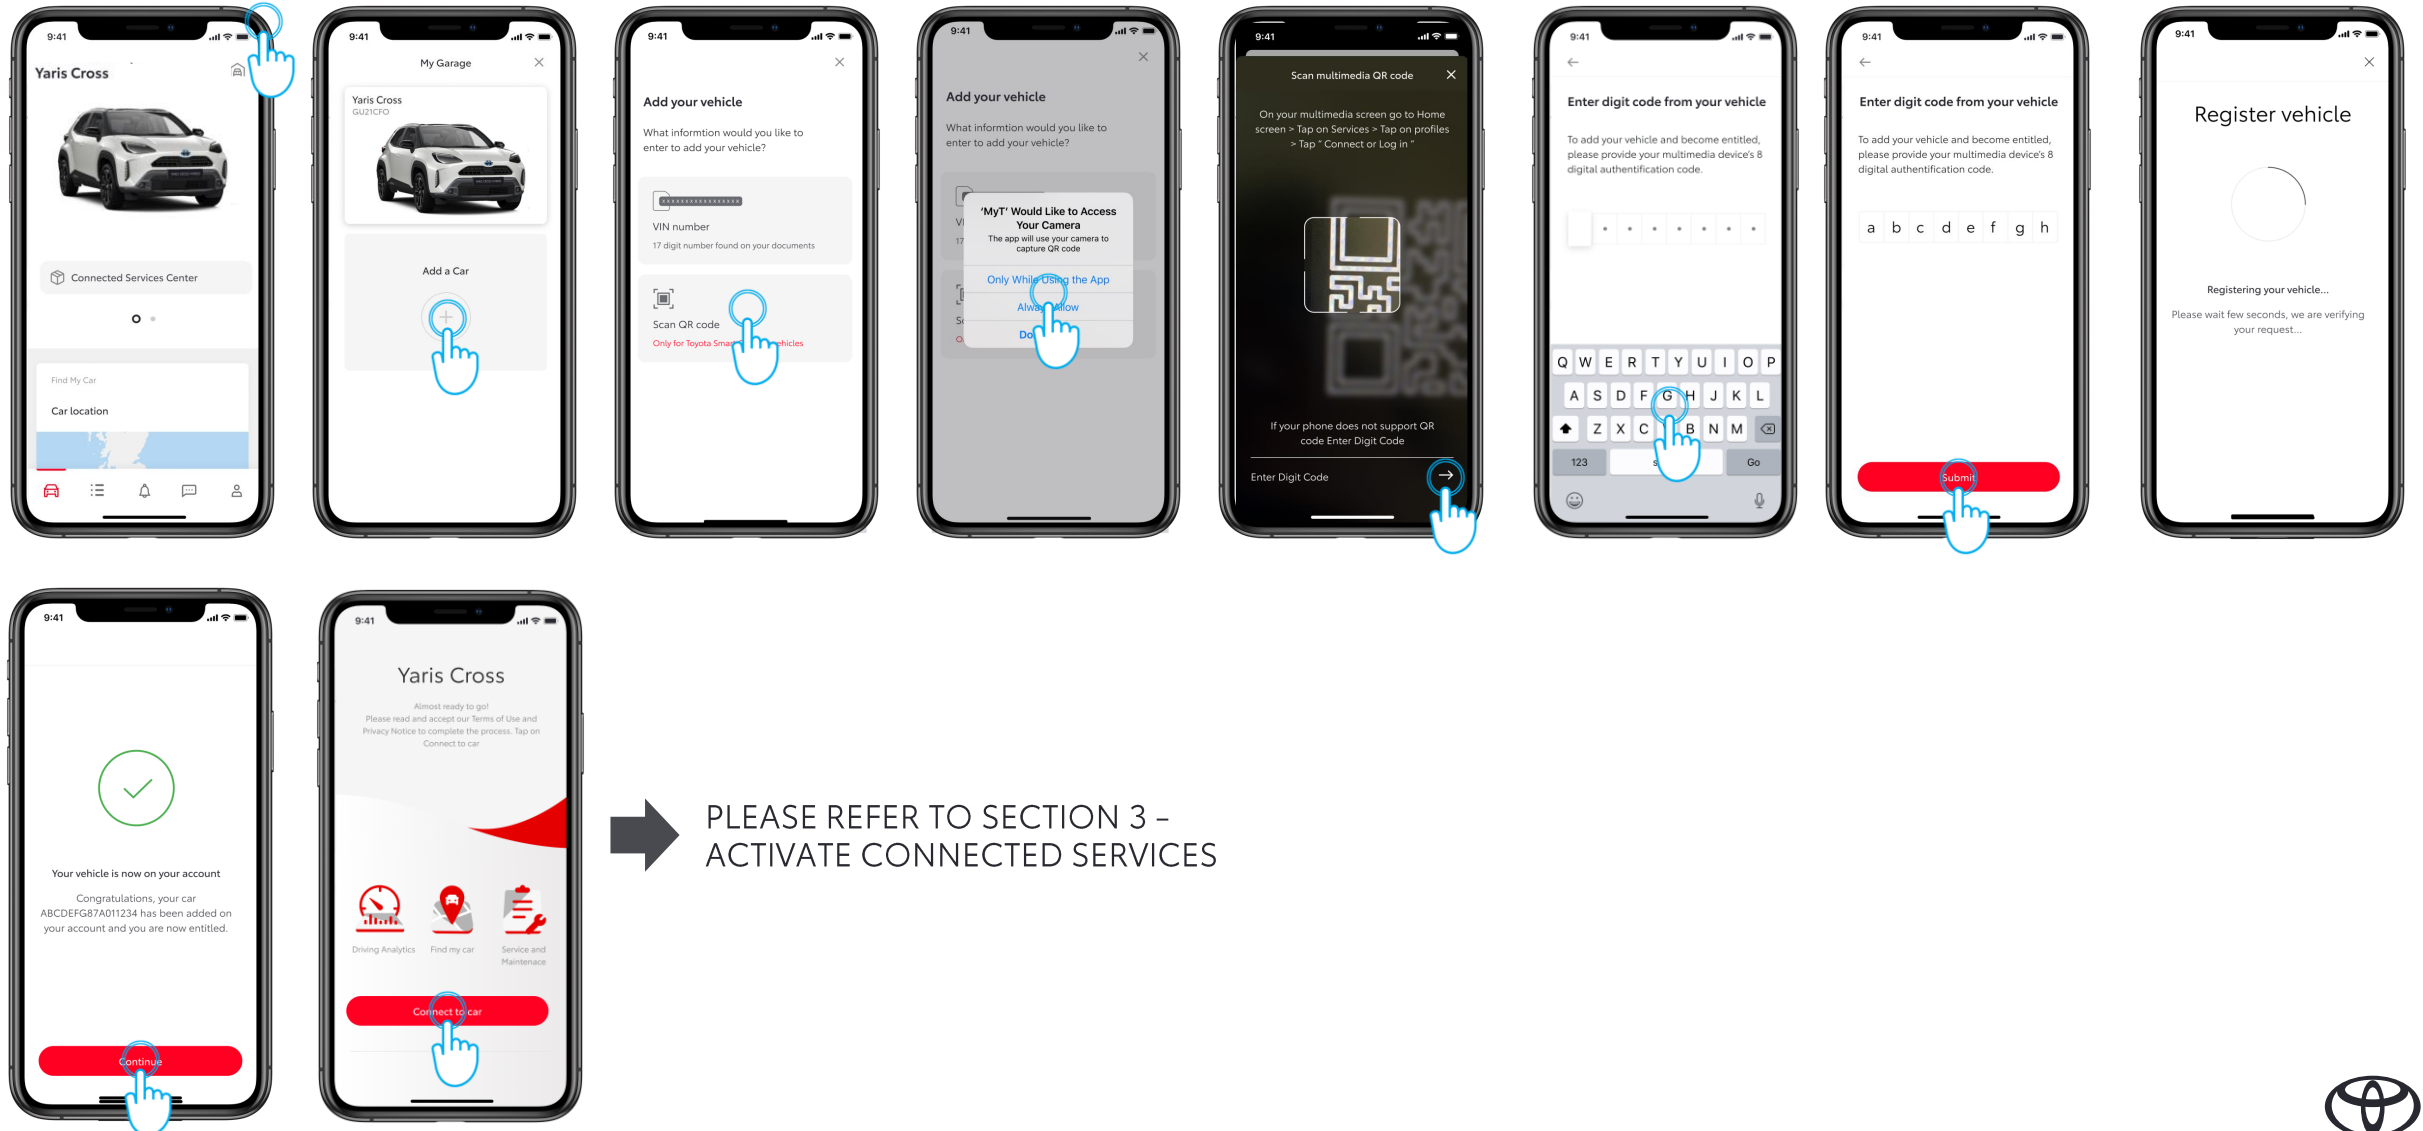 9:41
Yaris Cross
Connected Services Center
Find My Car
Car location
9:41
My Garage
Yaris Cross
GU21CFO
Add a Car
9:41
Add your vehicle
What informtion would you like to
enter to add your vehicle?
xxxxxxxxxxxxxxxxx
VIN number
17 digit number found on your documents
Scan QR code
Only for Toyota Smart vehicles
9:41
Add your vehicle
What informtion would you like to
enter to add your vehicle?
'MyT' Would Like to Access
Your Camera
The app will use your camera to
capture QR code
Only While Using the App
Always Allow
9:41
Scan multimedia QR code
On your multimedia screen go to Home
screen > Tap on Services > Tap on profiles
> Tap " Connect or Log in "
If your phone does not support QR
code Enter Digit Code
Enter Digit Code
9:41
Enter digit code from your vehicle
To add your vehicle and become entitled,
please provide your multimedia device's 8
digital authentification code.
Q W E R T Y U I O P
A S D F G H J K L
Z X C B N M
123 Go
9:41
Enter digit code from your vehicle
To add your vehicle and become entitled,
please provide your multimedia device's 8
digital authentification code.
a b c d e f g h
Submit
9:41
Register vehicle
Registering your vehicle...
Please wait few seconds, we are verifying
your request...
9:41
Your vehicle is now on your account
Congratulations, your car
ABCDEFG87A011234 has been added on
your account and you are now entitled.
Continue
9:41
Yaris Cross
Almost ready to go!
Please read and accept our Terms of Use and
Privacy Notice to complete the process. Tap on
Connect to car
Driving Analytics
Find my car
Service and
Maintenace
Connect to car
PLEASE REFER TO SECTION 3 –
ACTIVATE CONNECTED SERVICES